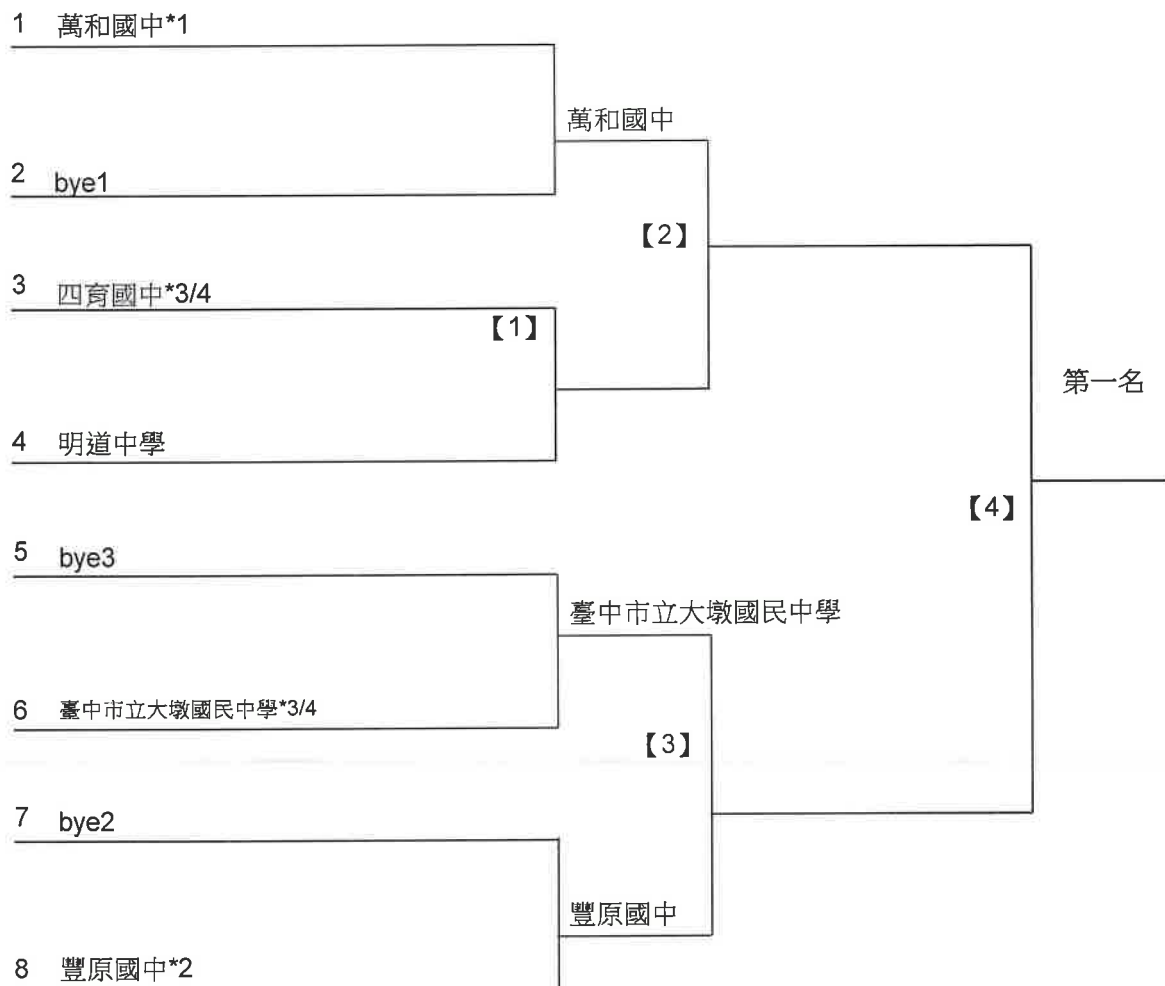 1 萬和國中*1
萬和國中
2 bye1
【2】
3 四育國中*3/4
【1】
第一名
4 明道中學
【4】
5 bye3
臺中市立大墩國民中學
6 臺中市立大墩國民中學*3/4
【3】
7 bye2
豐原國中
8 豐原國中*2